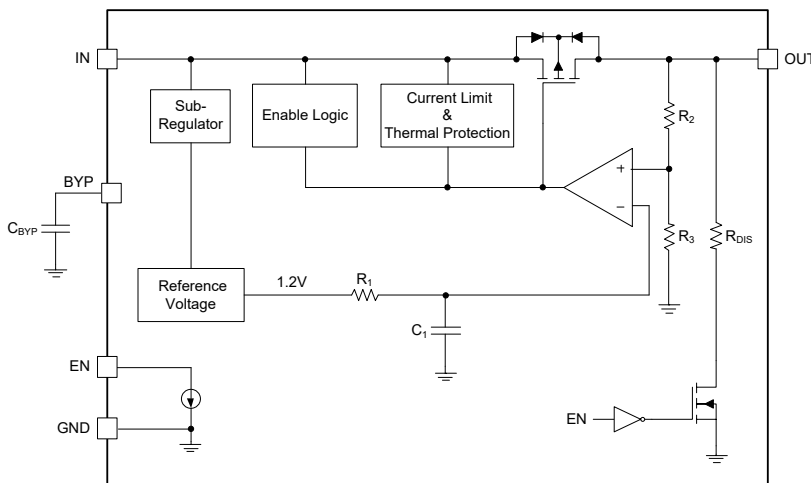 IN
OUT
Sub-
Regulator
Enable Logic
Current Limit
&
Thermal Protection
R2
BYP
CBYP
+
−
R3
RDIS
Reference
Voltage
1.2V
R1
C1
EN
GND
EN